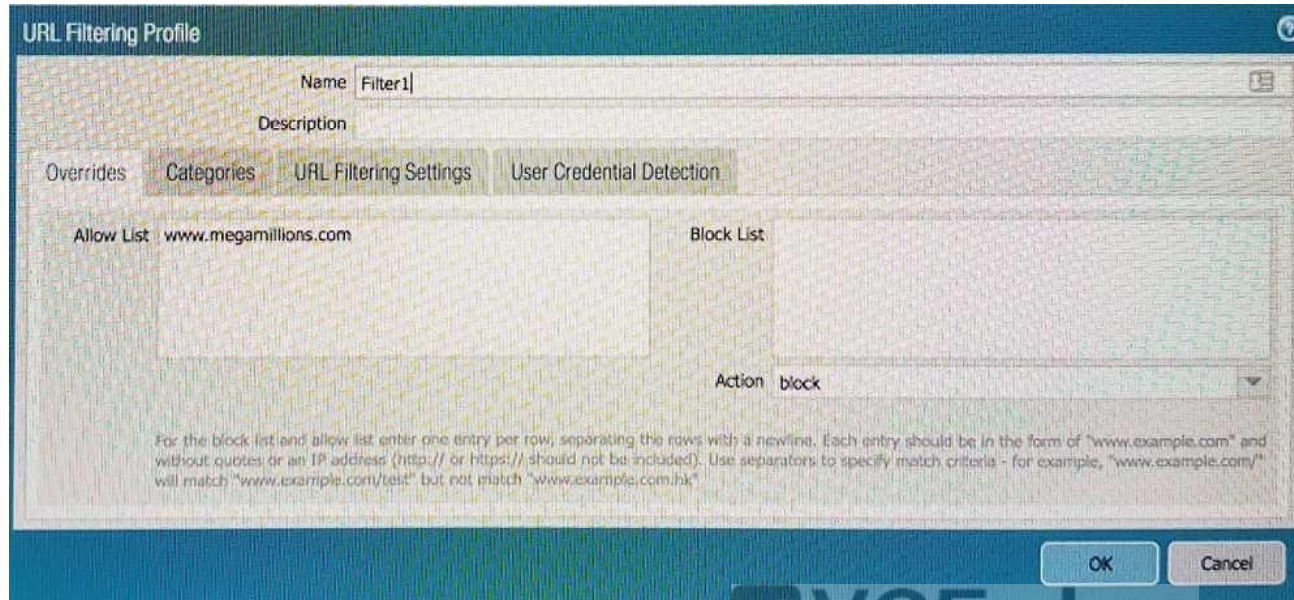 URL Filtering Profile
Name Filter1
Description
Overrides Categories URL Filtering Settings User Credential Detection
Allow List www.megamillions.com
Block List
Action block
For the block list and allow list enter one entry per row, separating the rows with a newline. Each entry should be in the form of "www.example.com" and
without quotes or an IP address (http:// or https:// should not be included). Use separators to specify match criteria - for example, "www.example.com/"
will match "www.example.com/test" but not match "www.example.com.hk"
OK Cancel